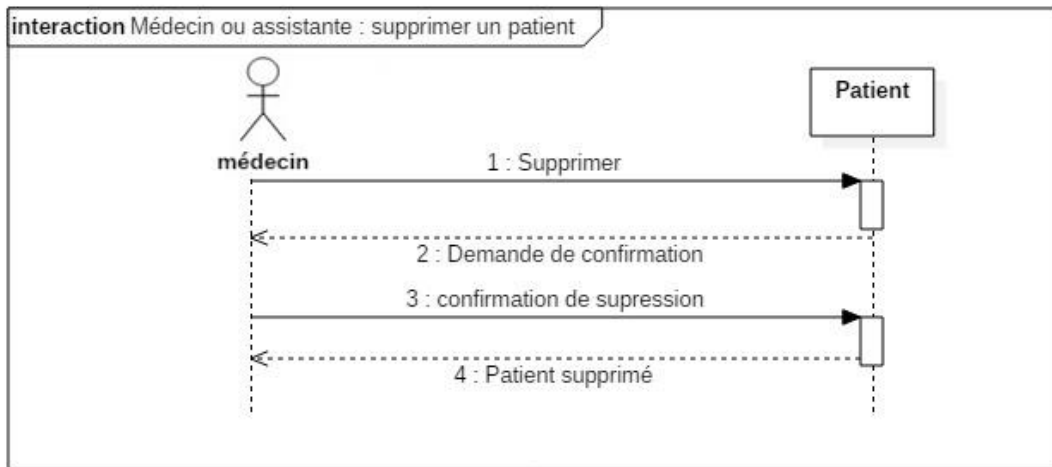 interaction Médecin ou assistante : supprimer un patient
Patient
médecin
1 : Supprimer
2 : Demande de confirmation
3 : confirmation de supression
4 : Patient supprimé